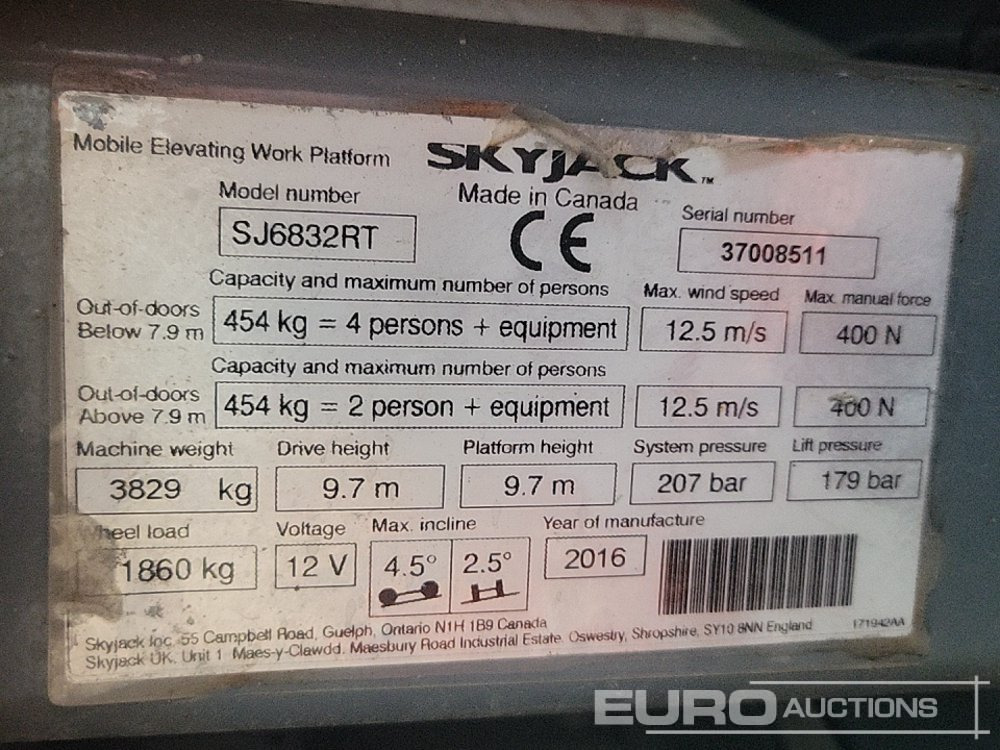 Mobile Elevating Work Platform
SKYJACK™
Model number
Made in Canada
Serial number
SJ6832RT
CE
37008511
Capacity and maximum number of persons
Max. wind speed
Max. manual force
Out-of-doors
Below 7.9 m
454 kg = 4 persons + equipment
12.5 m/s
400 N
Capacity and maximum number of persons
Out-of-doors
Above 7.9 m
454 kg = 2 person + equipment
12.5 m/s
400 N
Machine weight
Drive height
Platform height
System pressure
Lift pressure
3829 kg
9.7 m
9.7 m
207 bar
179 bar
Wheel load
Voltage
Max. incline
Year of manufacture
1860 kg
12 V
4.5°
2.5°
2016
Skyjack Inc. 55 Campbell Road, Guelph, Ontario N1H 1B9 Canada
Skyjack UK. Unit 1 Maes-y-Clawdd. Maesbury Road Industrial Estate. Oswestry, Shropshire, SY10 8NN England
171942AA
EURO AUCTIONS